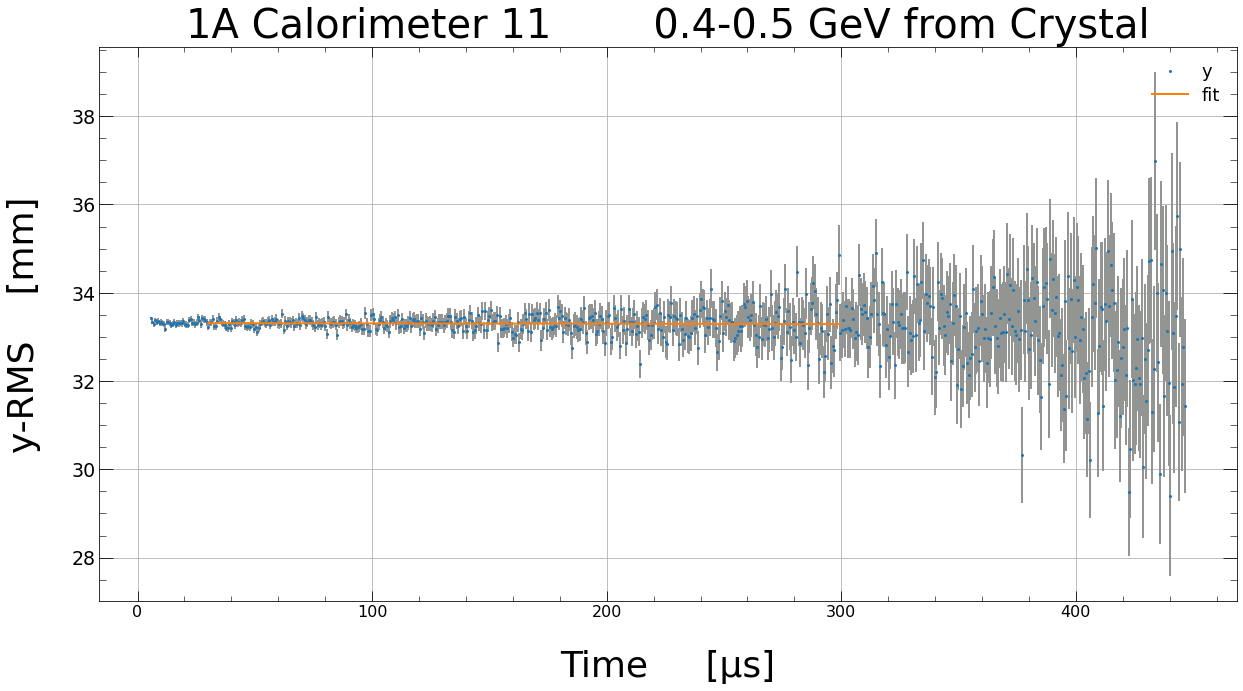 1A Calorimeter 11 0.4-0.5 GeV from Crystal
y
fit
38
36
34
32
30
28
y-RMS [mm]
0 100 200 300 400
Time [μs]